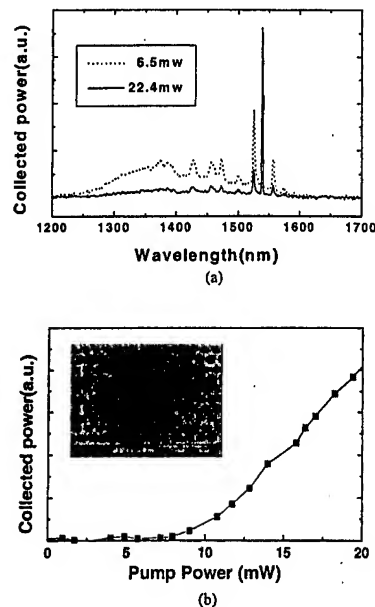 Collected power(a.u.)
6.5mw
22.4mw
1200 1300 1400 1500 1600 1700
Wavelength(nm)
(a)
Collected power(a.u.)
0 5 10 15 20
Pump Power (mW)
(b)